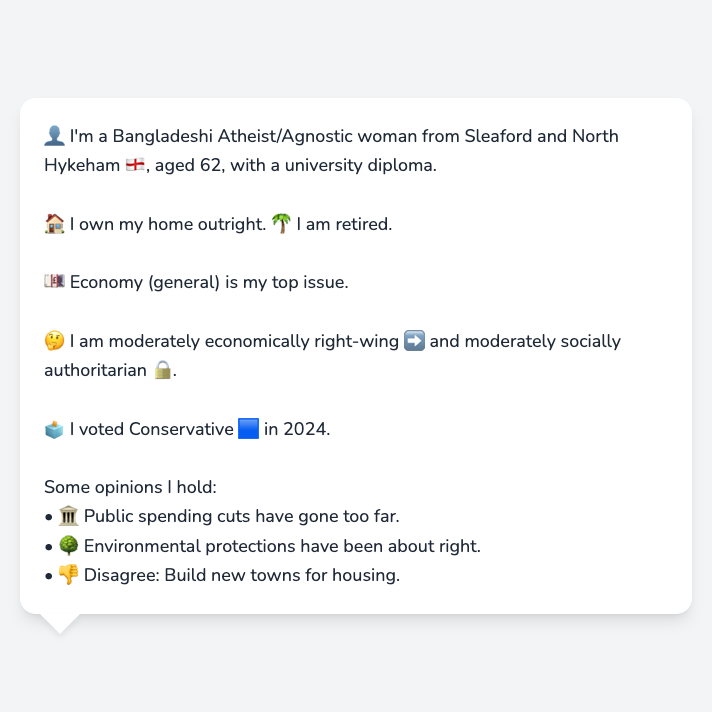 👤 I'm a Bangladeshi Atheist/Agnostic woman from Sleaford and North
Hykeham 🏴󠁧󠁢󠁥󠁮󠁧󠁿, aged 62, with a university diploma.
🏠 I own my home outright. 🌴 I am retired.
💷 Economy (general) is my top issue.
🤔 I am moderately economically right-wing ➡️ and moderately socially
authoritarian 🔒.
🗳️ I voted Conservative 🟦 in 2024.
Some opinions I hold:
• 🏛️ Public spending cuts have gone too far.
• 🌳 Environmental protections have been about right.
• 👎 Disagree: Build new towns for housing.